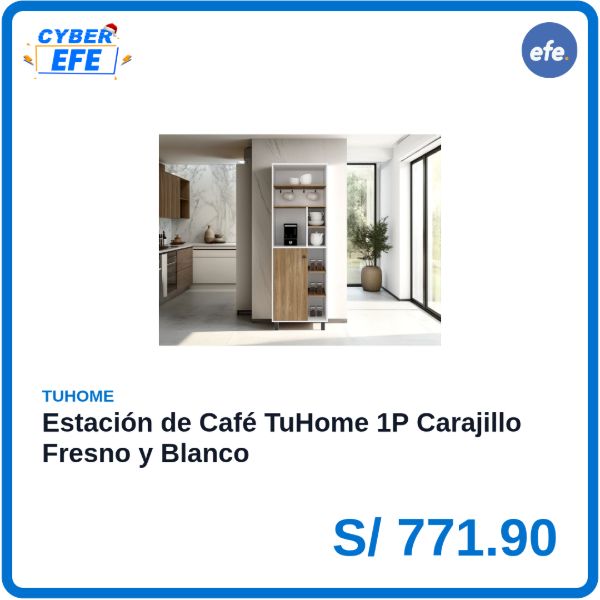 CYBER
EFE
efe.
TUHOME
Estación de Café TuHome 1P Carajillo
Fresno y Blanco
S/ 771.90